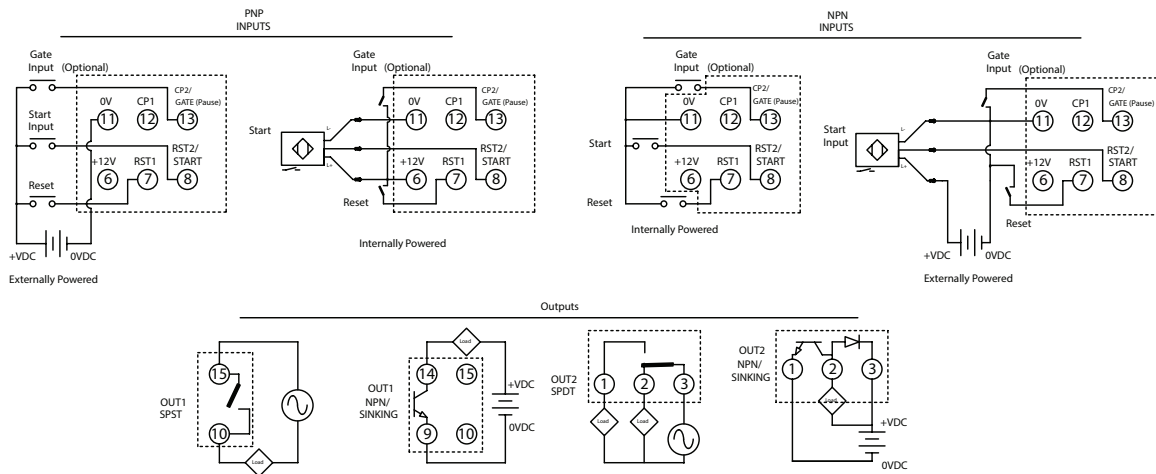 PNP
INPUTS
Gate
Input (Optional)
Start
Input
Reset
0V CP1 CP2/
GATE (Pause)
11 12 13
+12V RST1 RST2/
START
6 7 8
+VDC 0VDC
Externally Powered
Gate
Input (Optional)
Start
L-
L+
Reset
0V CP1 CP2/
GATE (Pause)
11 12 13
+12V RST1 RST2/
START
6 7 8
Internally Powered
NPN
INPUTS
Gate
Input (Optional)
Start
Reset
0V CP1 CP2/
GATE (Pause)
11 12 13
+12V RST1 RST2/
START
6 7 8
Internally Powered
Gate
Input (Optional)
Start
Input
L-
L+
Reset
0V CP1 CP2/
GATE (Pause)
11 12 13
+12V RST1 RST2/
START
6 7 8
+VDC 0VDC
Externally Powered
Outputs
OUT1
SPST
15
10
Load
OUT1
NPN/
SINKING
14 15
9 10
Load
+VDC
0VDC
OUT2
SPDT
1 2 3
Load Load
OUT2
NPN/
SINKING
1 2 3
Load
+VDC
0VDC